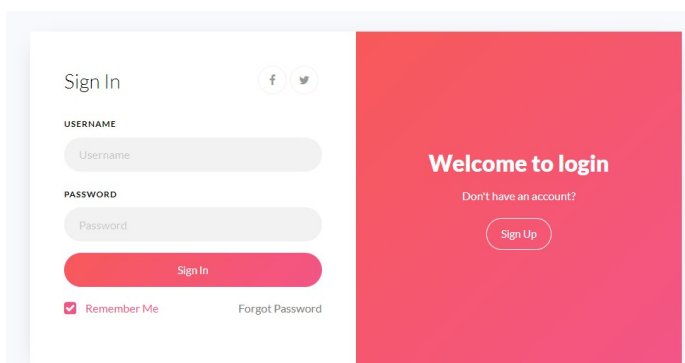 Sign In
USERNAME
Username
PASSWORD
Password
Sign In
Remember Me
Forgot Password
Welcome to login
Don't have an account?
Sign Up